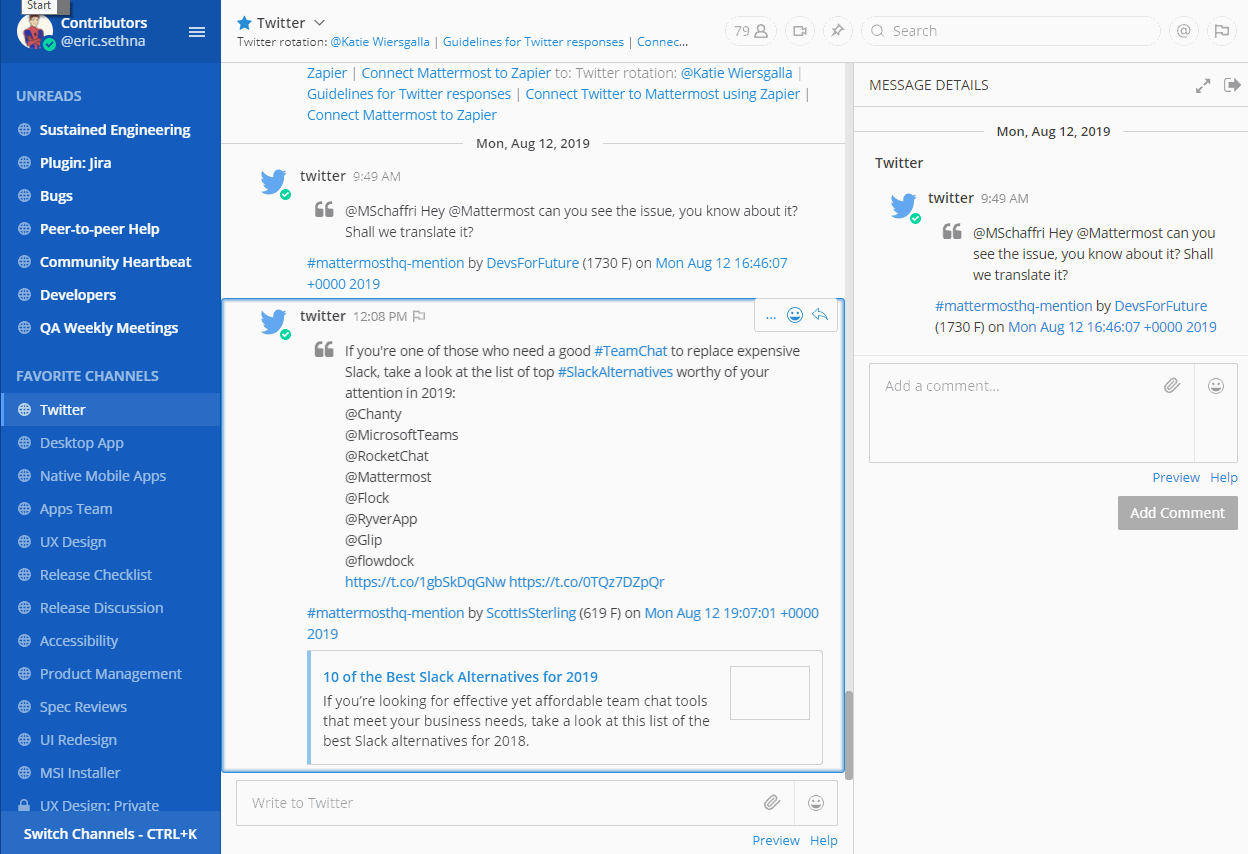 Start
Contributors
@eric.sethna
UNREADS
Sustained Engineering
Plugin: Jira
Bugs
Peer-to-peer Help
Community Heartbeat
Developers
QA Weekly Meetings
FAVORITE CHANNELS
Twitter
Desktop App
Native Mobile Apps
Apps Team
UX Design
Release Checklist
Release Discussion
Accessibility
Product Management
Spec Reviews
UI Redesign
MSI Installer
UX Design: Private
Switch Channels - CTRL+K
Twitter
Twitter rotation: @Katie Wiersgalla | Guidelines for Twitter responses | Connec...
79
Search
@
Zapier | Connect Mattermost to Zapier to: Twitter rotation: @Katie Wiersgalla |
Guidelines for Twitter responses | Connect Twitter to Mattermost using Zapier |
Connect Mattermost to Zapier
Mon, Aug 12, 2019
twitter 9:49 AM
@MSchaffri Hey @Mattermost can you see the issue, you know about it?
Shall we translate it?
#mattermosthq-mention by DevsForFuture (1730 F) on Mon Aug 12 16:46:07
+0000 2019
twitter 12:08 PM
...
If you're one of those who need a good #TeamChat to replace expensive
Slack, take a look at the list of top #SlackAlternatives worthy of your
attention in 2019:
@Chanty
@MicrosoftTeams
@RocketChat
@Mattermost
@Flock
@RyverApp
@Glip
@flowdock
https://t.co/1gbSkDqGNw https://t.co/0TQz7DZpQr
#mattermosthq-mention by ScottIsSterling (619 F) on Mon Aug 12 19:07:01 +0000
2019
10 of the Best Slack Alternatives for 2019
If you’re looking for effective yet affordable team chat tools
that meet your business needs, take a look at this list of the
best Slack alternatives for 2018.
Write to Twitter
Preview Help
MESSAGE DETAILS
Mon, Aug 12, 2019
Twitter
twitter 9:49 AM
@MSchaffri Hey @Mattermost can you
see the issue, you know about it? Shall
we translate it?
#mattermosthq-mention by DevsForFuture
(1730 F) on Mon Aug 12 16:46:07 +0000 2019
Add a comment...
Preview Help
Add Comment